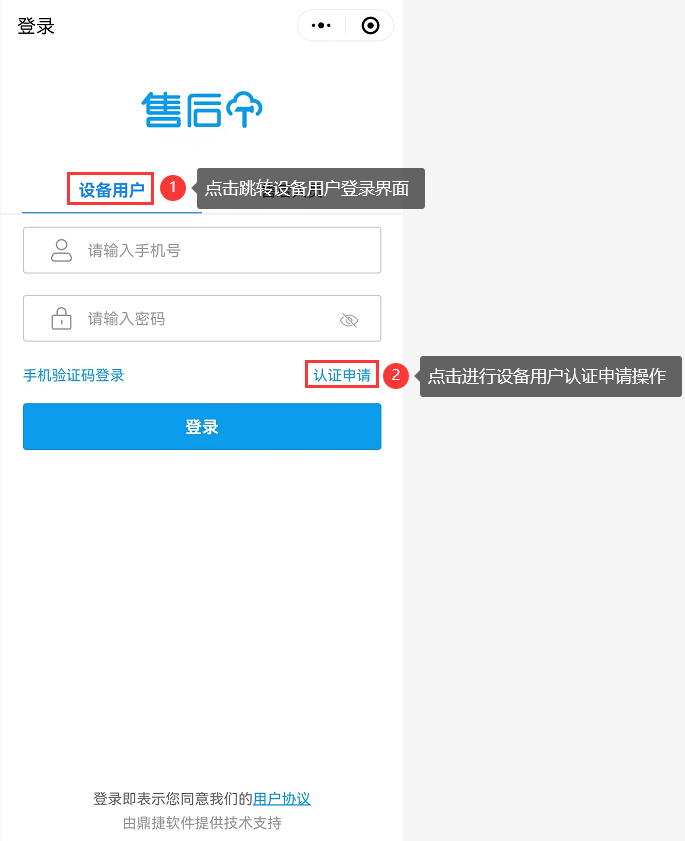 登录
售后个
设备用户
1
点击跳转设备用户登录界面
请输入手机号
请输入密码
手机验证码登录
认证申请
2
点击进行设备用户认证申请操作
登录
登录即表示您同意我们的用户协议
由鼎捷软件提供技术支持